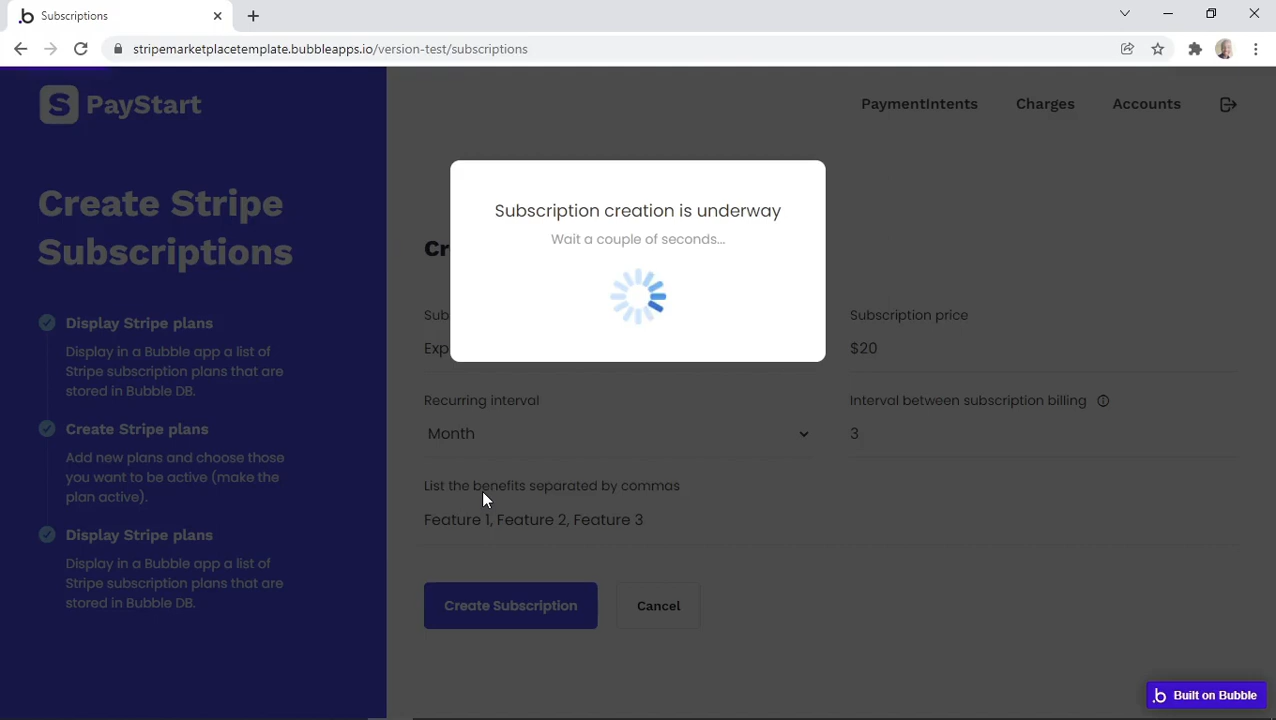 Subscriptions
stripemarketplacetemplate.bubbleapps.io/version-test/subscriptions
S PayStart
PaymentIntents
Charges
Accounts
Create Stripe
Subscriptions
Display Stripe plans
Display in a Bubble app a list of
Stripe subscription plans that are
stored in Bubble DB.
Create Stripe plans
Add new plans and choose those
you want to be active (make the
plan active).
Display Stripe plans
Display in a Bubble app a list of
Stripe subscription plans that are
stored in Bubble DB.
Subscription creation is underway
Wait a couple of seconds...
Cr
Sub
Exp
Subscription price
$20
Recurring interval
Month
Interval between subscription billing
3
List the benefits separated by commas
Feature 1, Feature 2, Feature 3
Create Subscription
Cancel
Built on Bubble